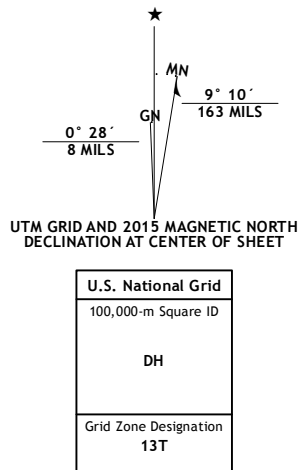 MN
GN
9° 10´
163 MILS
0° 28´
8 MILS
UTM GRID AND 2015 MAGNETIC NORTH
DECLINATION AT CENTER OF SHEET
U.S. National Grid
100,000-m Square ID
DH
Grid Zone Designation
13T